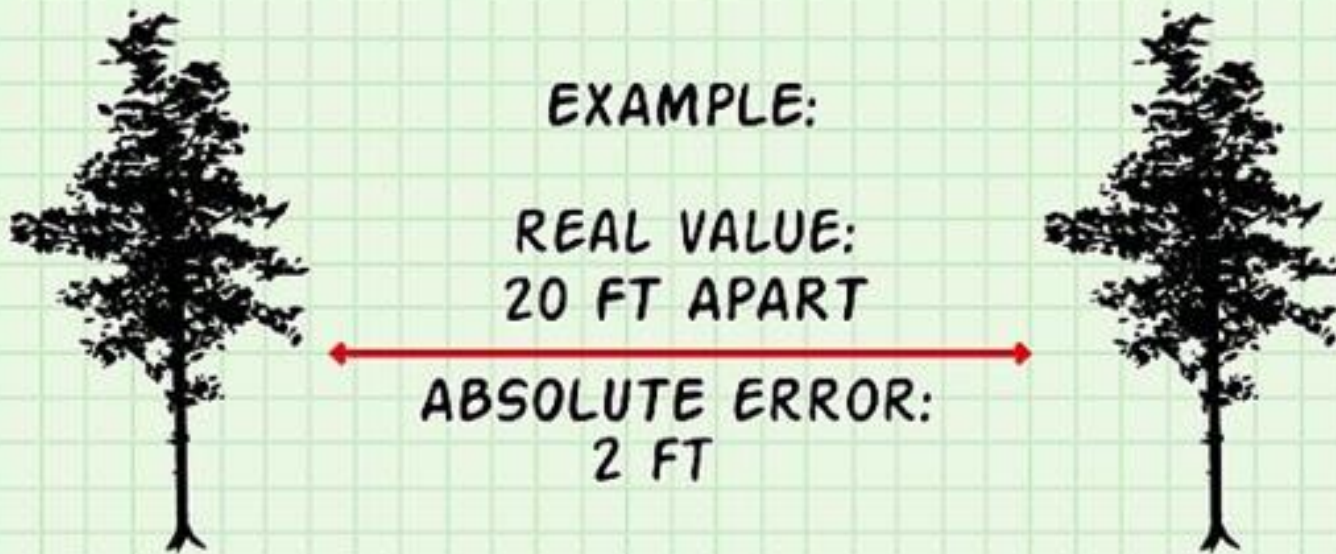 EXAMPLE:
REAL VALUE:
20 FT APART
ABSOLUTE ERROR:
2 FT